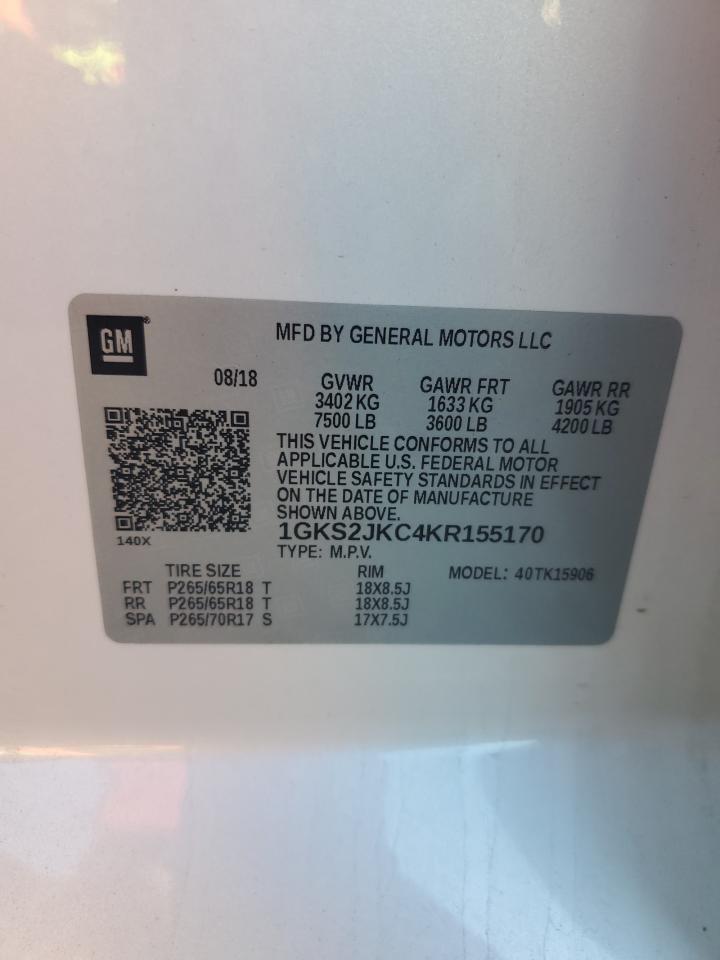 GM
MFD BY GENERAL MOTORS LLC
08/18 GVWR GAWR FRT GAWR RR
3402 KG 1633 KG 1905 KG
7500 LB 3600 LB 4200 LB
THIS VEHICLE CONFORMS TO ALL
APPLICABLE U.S. FEDERAL MOTOR
VEHICLE SAFETY STANDARDS IN EFFECT
ON THE DATE OF MANUFACTURE
SHOWN ABOVE.
1GKS2JKC4KR155170
140X
TYPE: M.P.V.
TIRE SIZE RIM MODEL: 40TK15906
FRT P265/65R18 T 18X8.5J
RR P265/65R18 T 18X8.5J
SPA P265/70R17 S 17X7.5J